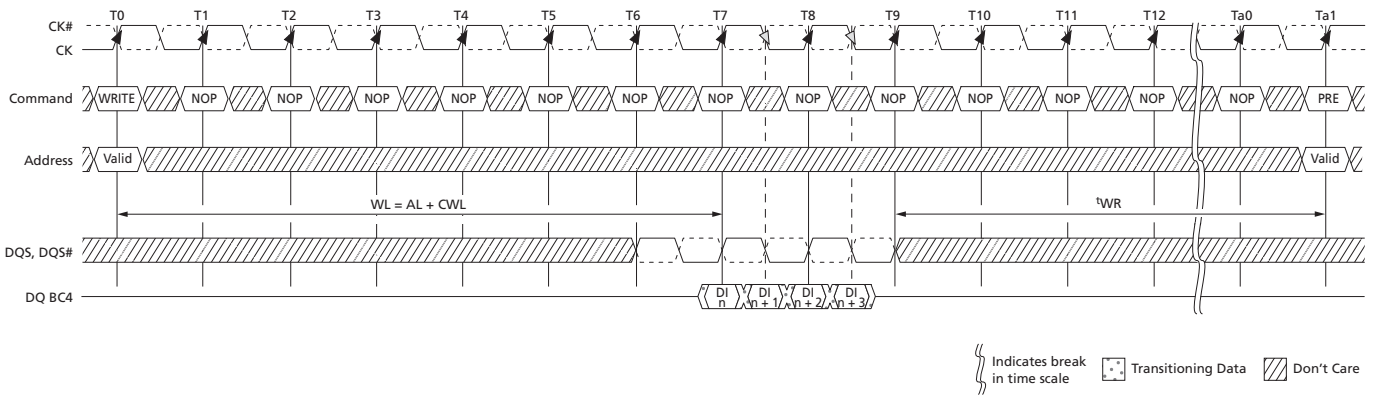 T0 T1 T2 T3 T4 T5 T6 T7 T8 T9 T10 T11 T12 Ta0 Ta1
CK#
CK
Command WRITE NOP NOP NOP NOP NOP NOP NOP NOP NOP NOP NOP NOP NOP PRE
Address Valid Valid
WL = AL + CWL tWR
DQS, DQS#
DQ BC4 DI n DI n + 1 DI n + 2 DI n + 3
Indicates break in time scale Transitioning Data Don't Care